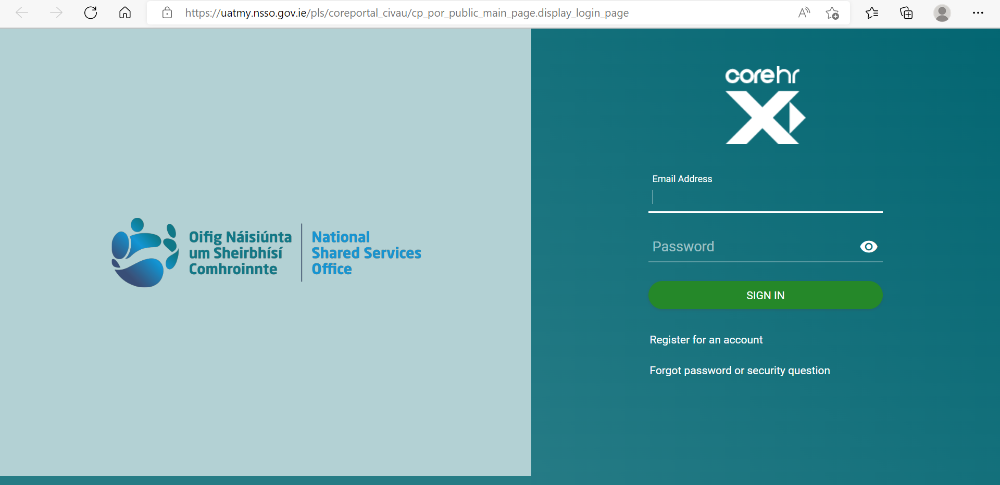 https://uatmy.nsso.gov.ie/pls/coreportal_civau/cp_por_public_main_page.display_login_page
corehr
Email Address
Password
SIGN IN
Register for an account
Forgot password or security question
Oifig Náisiúnta
um Sheirbhísí
Comhroinnte
National
Shared Services
Office